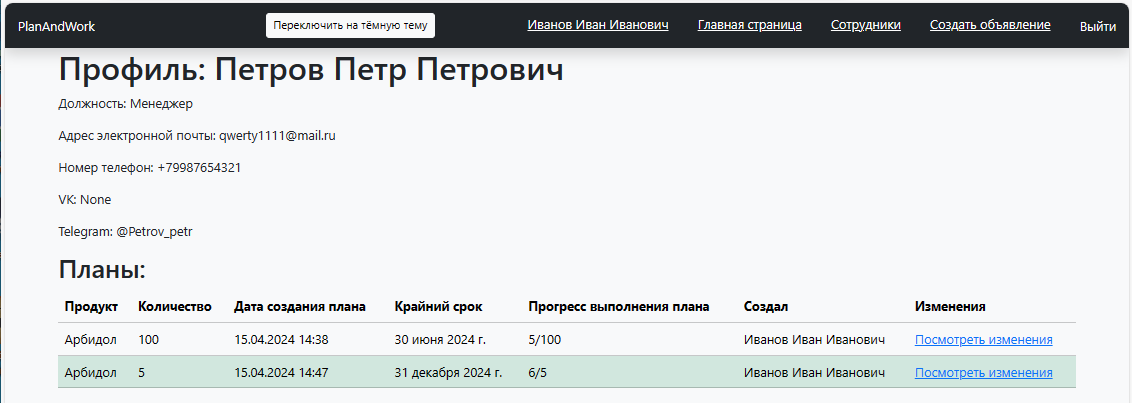 PlanAndWork Переключить на тёмную тему Иванов Иван Иванович Главная страница Сотрудники Создать объявление Выйти
Профиль: Петров Петр Петрович
Должность: Менеджер
Адрес электронной почты: qwerty1111@mail.ru
Номер телефон: +79987654321
VK: None
Telegram: @Petrov_petr
Планы:
Продукт Количество Дата создания плана Крайний срок Прогресс выполнения плана Создал Изменения
Арбидол 100 15.04.2024 14:38 30 июня 2024 г. 5/100 Иванов Иван Иванович Посмотреть изменения
Арбидол 5 15.04.2024 14:47 31 декабря 2024 г. 6/5 Иванов Иван Иванович Посмотреть изменения